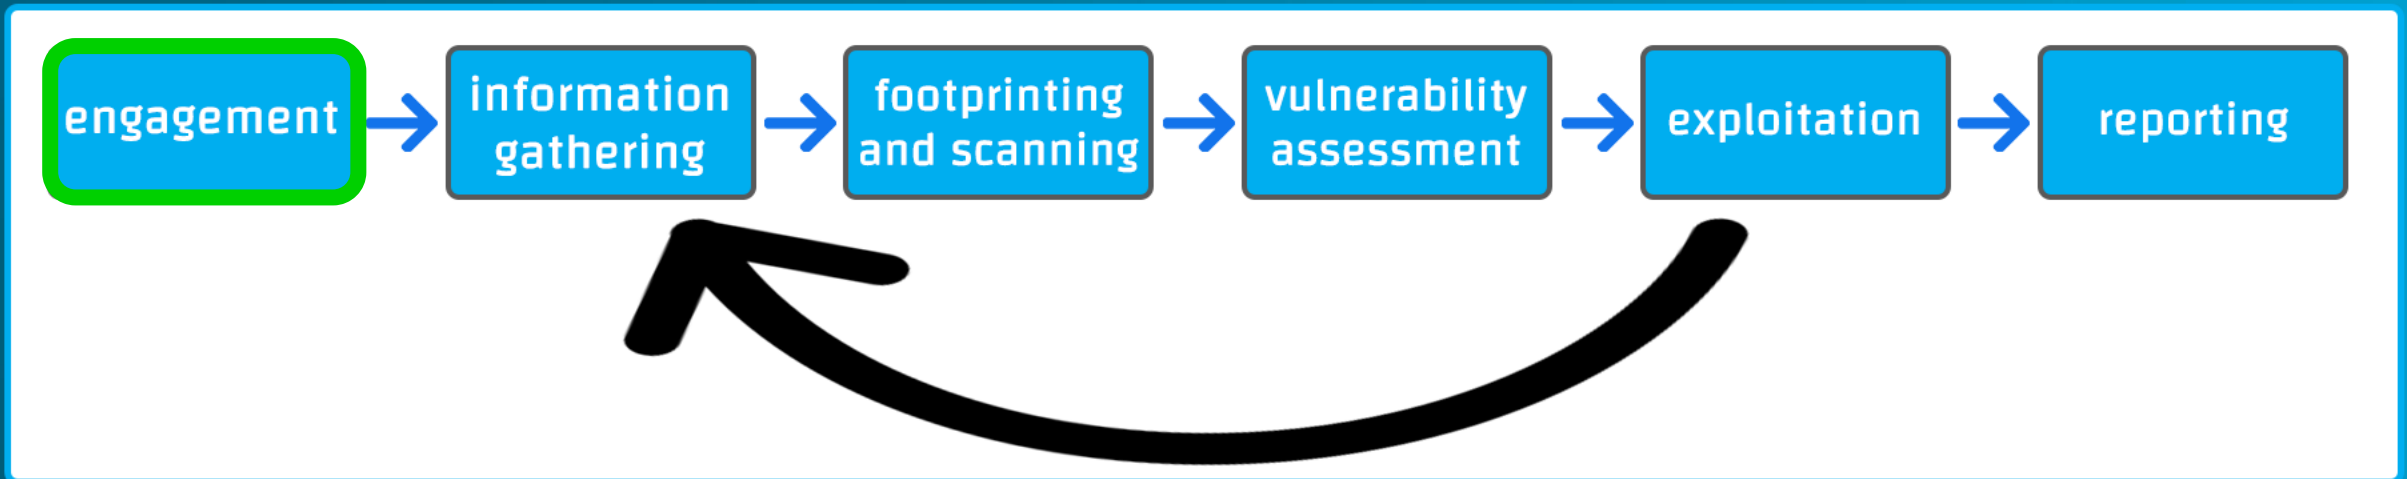 engagement
information
gathering
footprinting
and scanning
vulnerability
assessment
exploitation
reporting